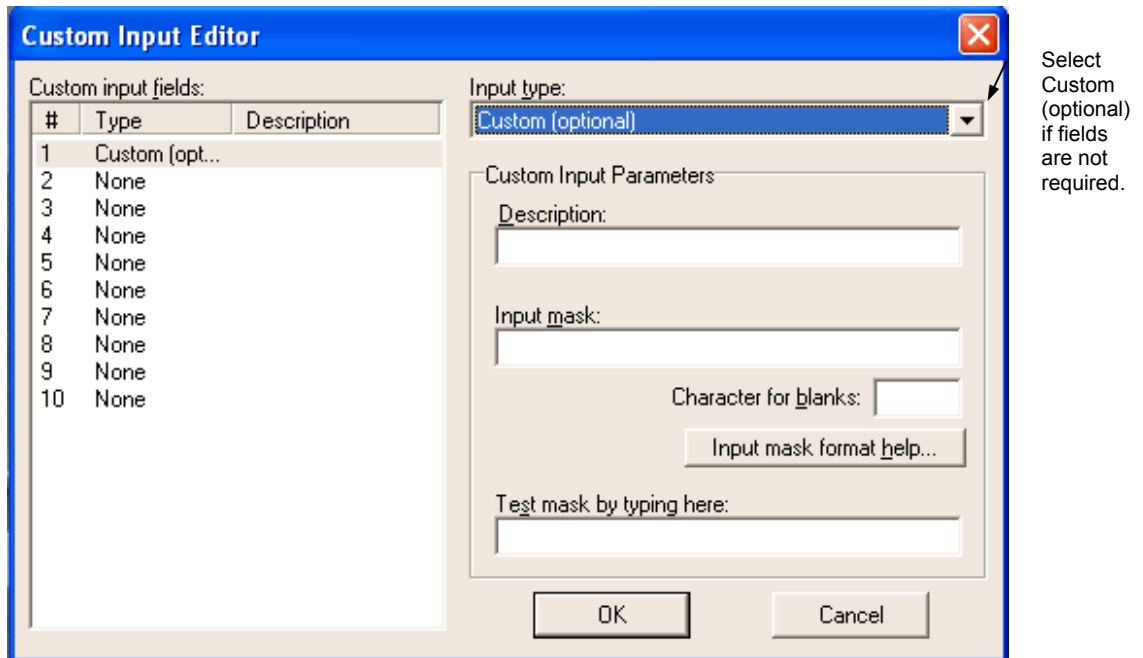 Custom Input Editor
Custom input fields:
# Type Description
1 Custom (opt...
2 None
3 None
4 None
5 None
6 None
7 None
8 None
9 None
10 None
Input type:
Custom (optional)
Custom Input Parameters
Description:
Input mask:
Character for blanks:
Input mask format help...
Test mask by typing here:
OK Cancel
Select
Custom
(optional)
if fields
are not
required.